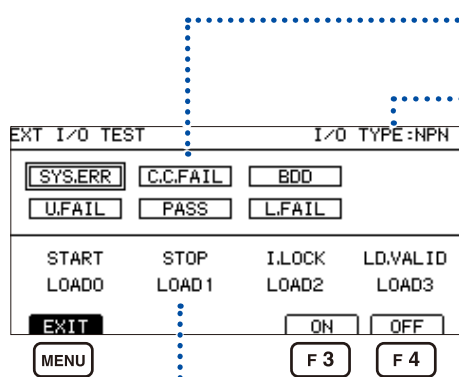 EXT I/O TEST I/O TYPE:NPN
SYS.ERR C.C.FAIL BDD
U.FAIL PASS L.FAIL
START STOP I.LOCK LD.VALID
LOAD0 LOAD1 LOAD2 LOAD3
EXIT ON OFF
MENU F 3 F 4